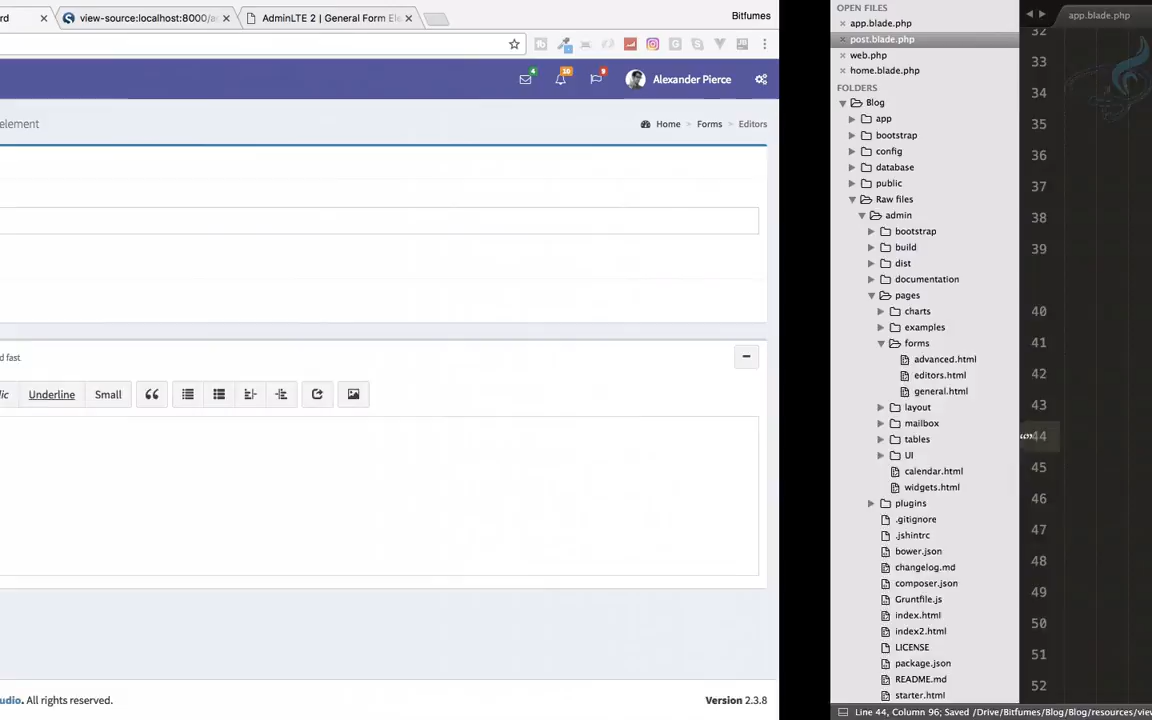 rd
view-source:localhost:8000/a
AdminLTE 2 | General Form Ele
Bitfumes
4
10
9
Alexander Pierce
element
Home > Forms > Editors
d fast.
lic
Underline
Small
udio. All rights reserved.
Version 2.3.8
OPEN FILES
app.blade.php
post.blade.php
web.php
home.blade.php
FOLDERS
Blog
app
bootstrap
config
database
public
Raw files
admin
bootstrap
build
dist
documentation
pages
charts
examples
forms
advanced.html
editors.html
general.html
layout
mailbox
tables
UI
calendar.html
widgets.html
plugins
.gitignore
.jshintrc
bower.json
changelog.md
composer.json
Gruntfile.js
index.html
index2.html
LICENSE
package.json
README.md
starter.html
app.blade.php
32
33
34
35
36
37
38
39
40
41
42
43
44
45
46
47
48
49
50
51
52
Line 44, Column 96; Saved /Drive/Bitfumes/Blog/Blog/resources/view